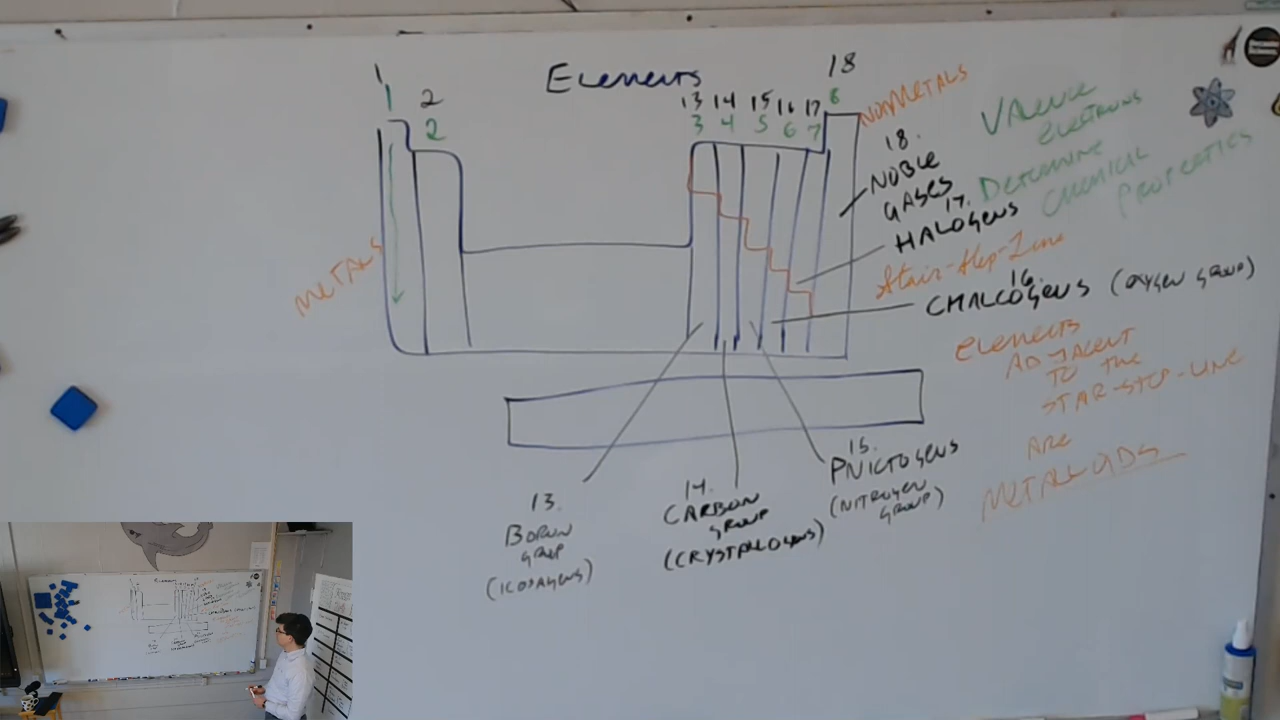 Elements
1 2 13 14 15 16 17 18
1 2 3 4 5 6 7 8
METALS
NONMETALS
18.
NOBLE
GASES
17.
HALOGENS
16.
CHALCOGENS (OXYGEN GROUP)
VALENCE
ELECTRONS
DETERMINE
CHEMICAL
PROPERTIES
Stair-Step-Line
ELEMENTS
ADJACENT
TO the
STAR-STEP-LINE
ARE
METALLOIDS
13.
BORON
GROUP
(ICOSAGENS)
14.
CARBON
GROUP
(CRYSTALLOGENS)
15.
PNICTOGENS
(NITROGEN
GROUP)